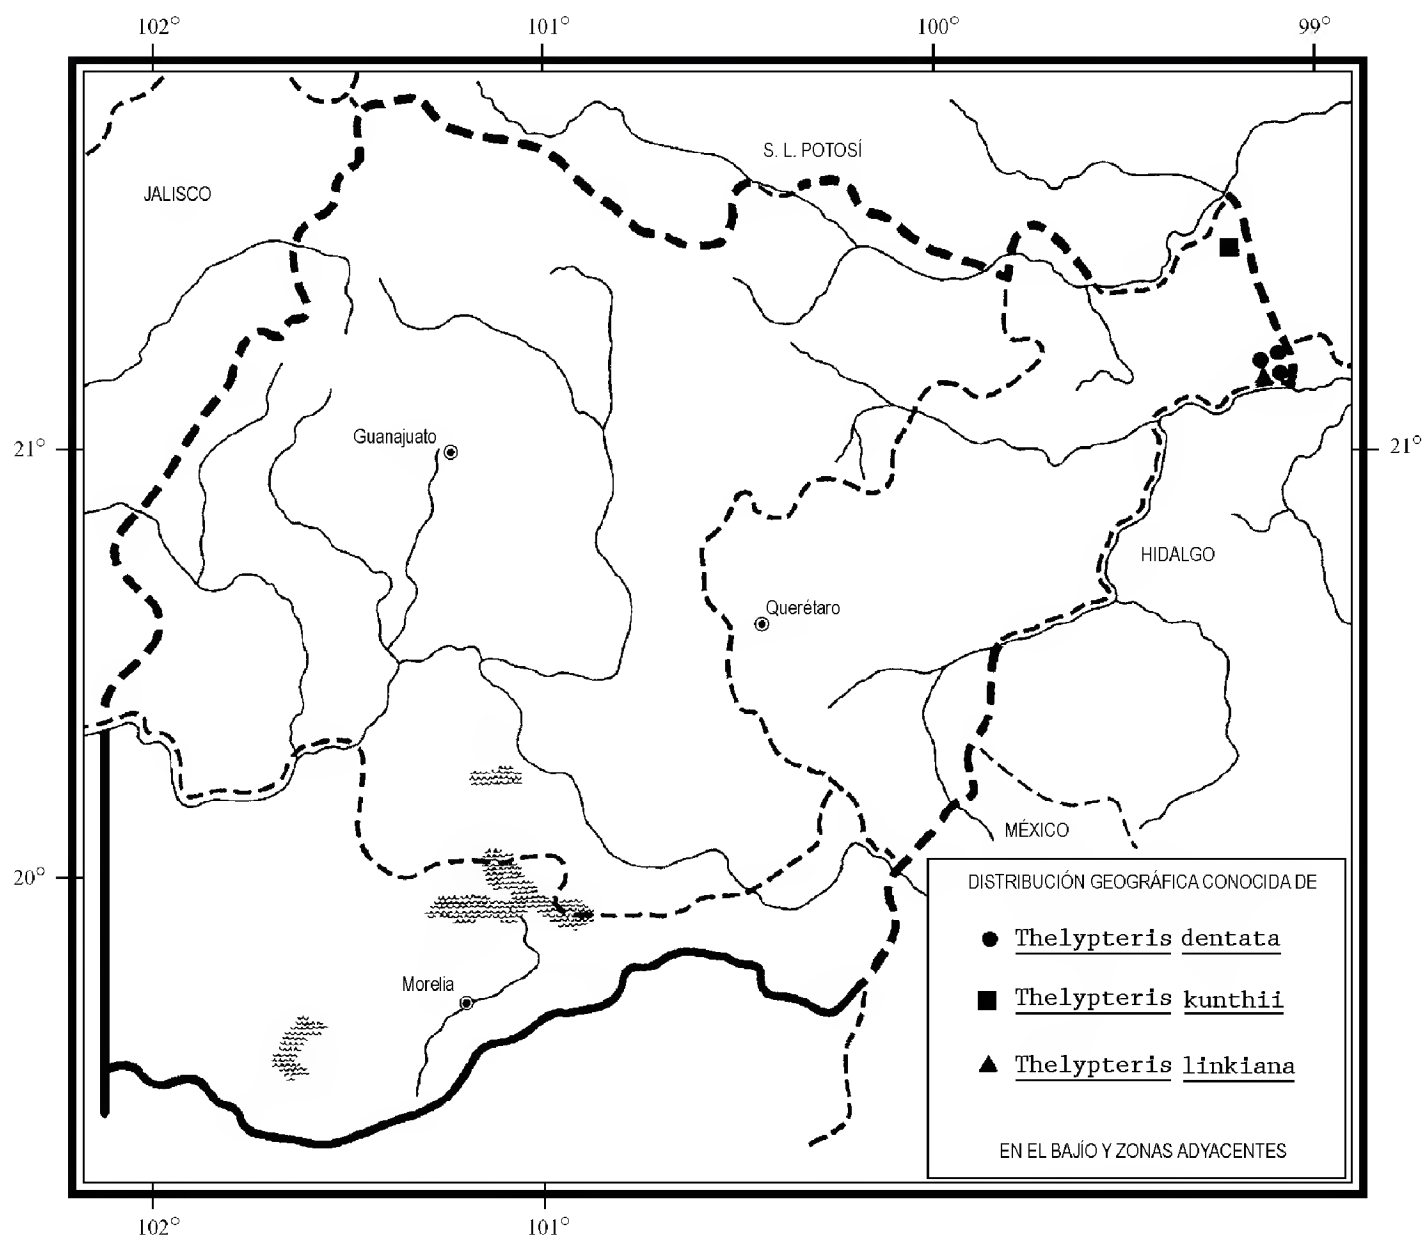 102° 101° 100° 99°
S. L. POTOSÍ
JALISCO
Guanajuato
21° 21°
HIDALGO
Querétaro
MÉXICO
20°
DISTRIBUCIÓN GEOGRÁFICA CONOCIDA DE
Thelypteris dentata
Morelia
Thelypteris kunthii
Thelypteris linkiana
EN EL BAJÍO Y ZONAS ADYACENTES
102° 101°